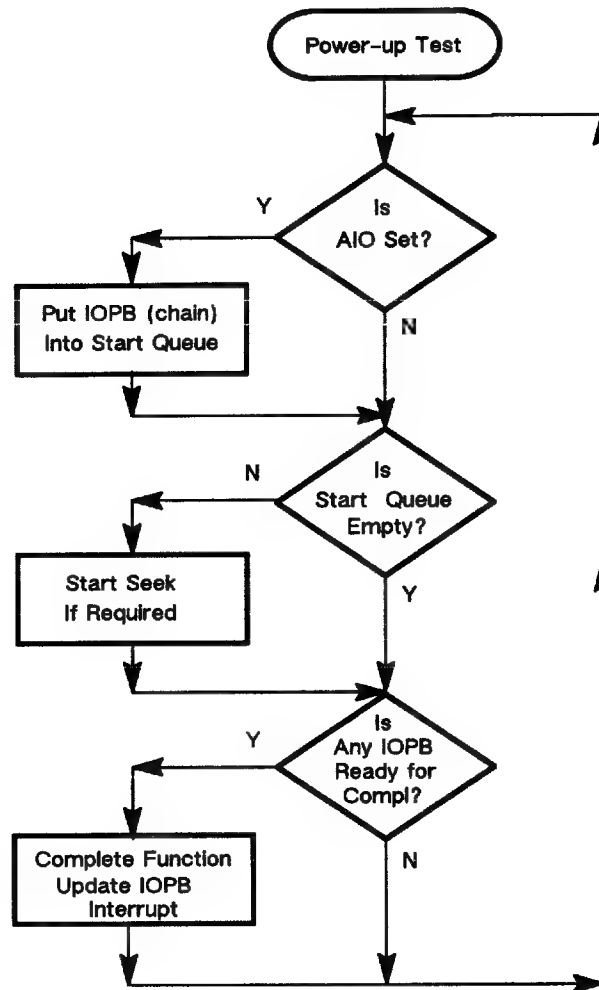 Power-up Test
Y
Is
AIO Set?
Put IOPB (chain)
Into Start Queue
N
N
Is
Start Queue
Empty?
Start Seek
If Required
Y
Y
Is
Any IOPB
Ready for
Compl?
Complete Function
Update IOPB
Interrupt
N